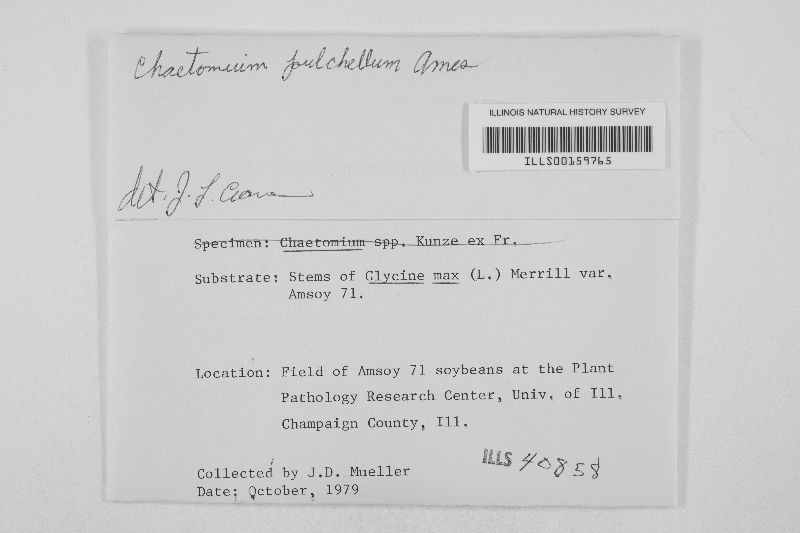 Chaetomium pulchellum Ames
ILLINOIS NATURAL HISTORY SURVEY
ILLS00159765
det. J. L. Crane
Specimen: Chaetomium spp. Kunze ex Fr.
Substrate: Stems of Glycine max (L.) Merrill var.
Amsoy 71.
Location: Field of Amsoy 71 soybeans at the Plant
Pathology Research Center, Univ. of Ill.
Champaign County, Ill.
ILLS 40858
Collected by J.D. Mueller
Date: October, 1979